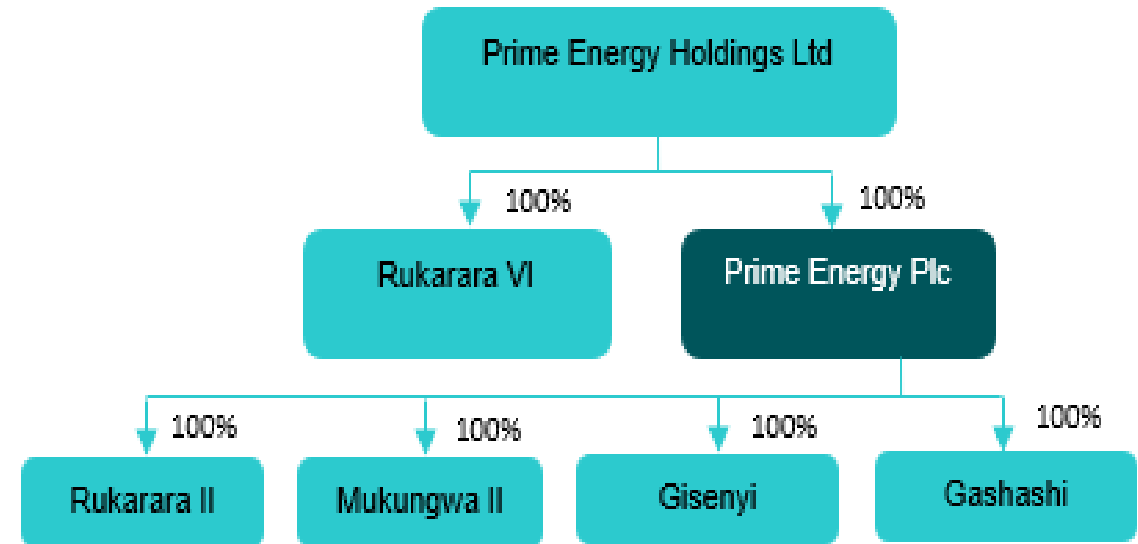 Prime Energy Holdings Ltd
100%
100%
Rukarara VI
Prime Energy Plc
100%
100%
100%
100%
Rukarara II
Mukungwa II
Gisenyi
Gashashi